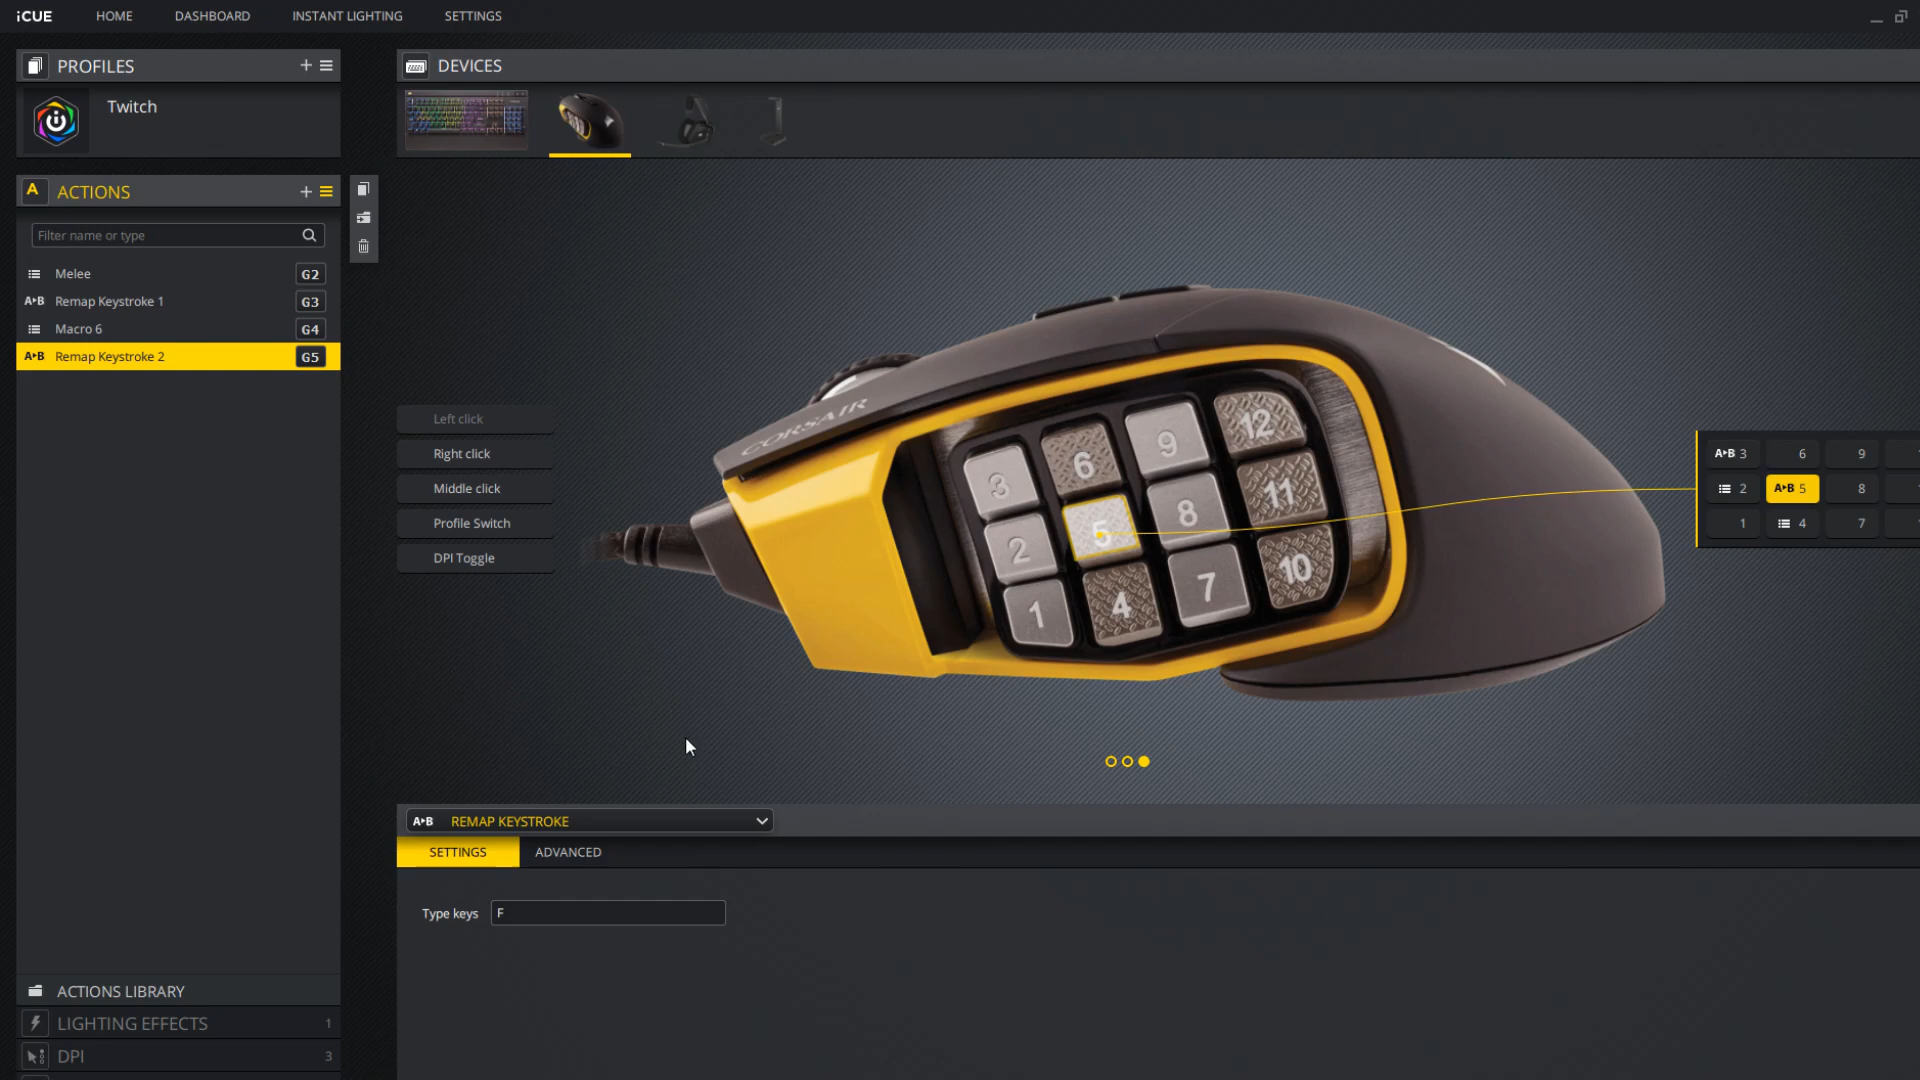 iCUE HOME DASHBOARD INSTANT LIGHTING SETTINGS
PROFILES
Twitch
DEVICES
A ACTIONS
Filter name or type
Melee G2
A▸B Remap Keystroke 1 G3
Macro 6 G4
A▸B Remap Keystroke 2 G5
Left click
Right click
Middle click
Profile Switch
DPI Toggle
CORSAIR
3 6 9 12
2 5 8 11
1 4 7 10
A▸B 3 6 9
2 A▸B 5 8
1 4 7
A▸B REMAP KEYSTROKE
SETTINGS ADVANCED
Type keys F
ACTIONS LIBRARY
LIGHTING EFFECTS 1
DPI 3